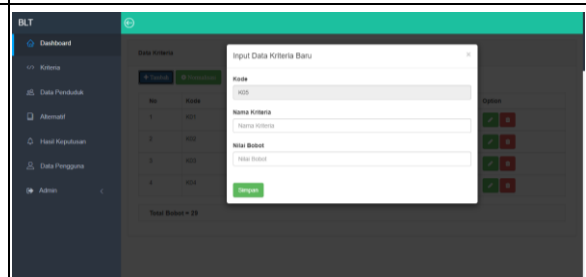 BLT
Dashboard
Kriteria
Data Penduduk
Alternatif
Hasil Keputusan
Data Pengguna
Admin
Data Kriteria
No Kode Option
1 K01
2 K02
3 K03
4 K04
Total Bobot = 20
Input Data Kriteria Baru ×
Kode
K05
Nama Kriteria
Nama Kriteria
Nilai Bobot
Nilai Bobot
Simpan